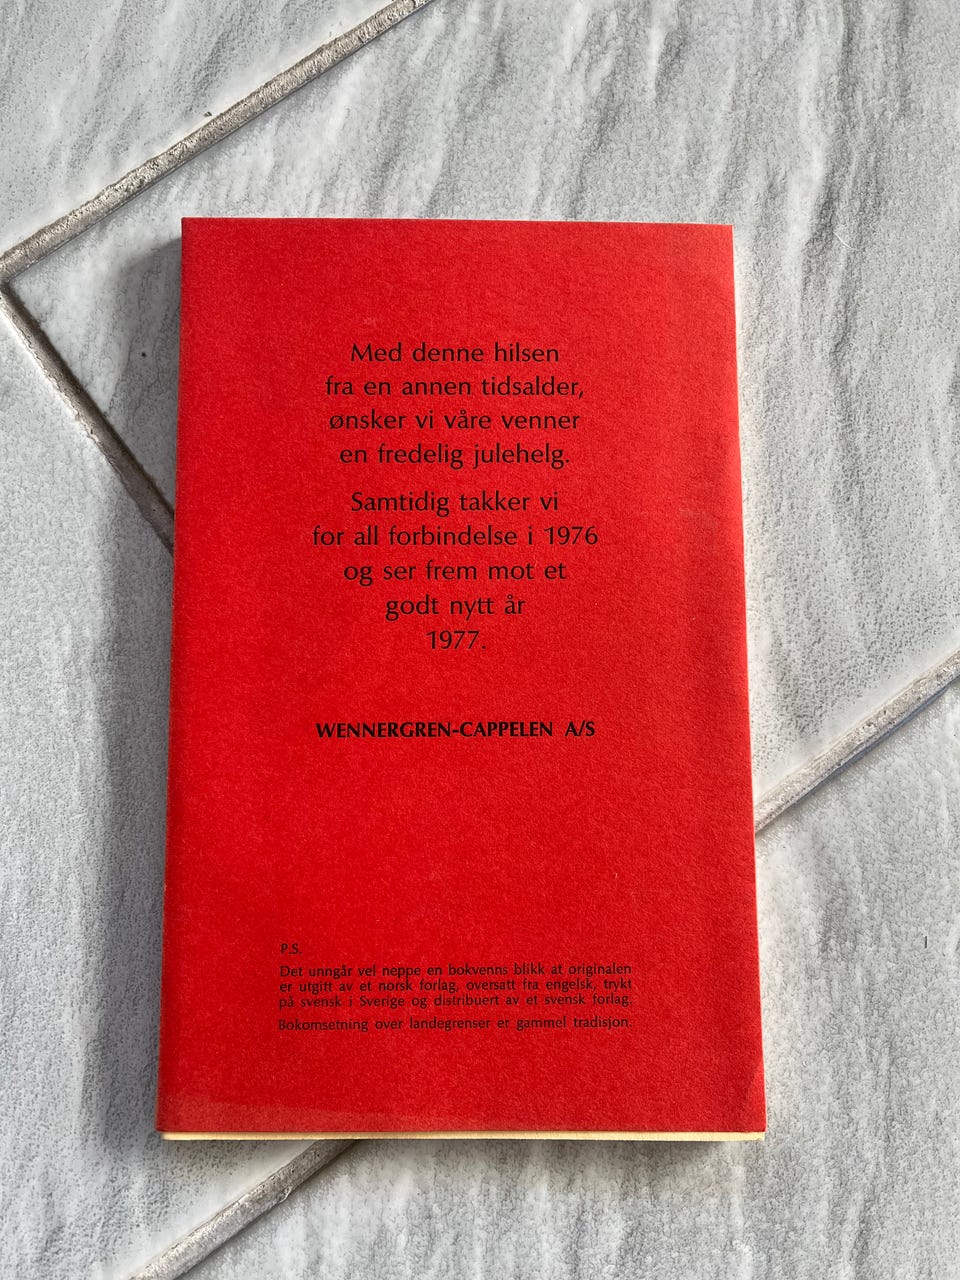 Med denne hilsen
fra en annen tidsalder,
ønsker vi våre venner
en fredelig julehelg.
Samtidig takker vi
for all forbindelse i 1976
og ser frem mot et
godt nytt år
1977.
WENNERGREN-CAPPELEN A/S
P.S.
Det unngår vel neppe en bokvenns blikk at originalen
er utgitt av et norsk forlag, oversatt fra engelsk, trykt
på svensk i Sverige og distribuert av et svensk forlag.
Bokomsetning over landegrenser er gammel tradisjon.